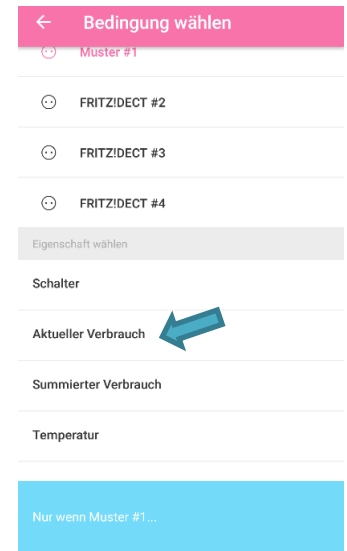 Bedingung wählen
Muster #1
FRITZ!DECT #2
FRITZ!DECT #3
FRITZ!DECT #4
Eigenschaft wählen
Schalter
Aktueller Verbrauch
Summierter Verbrauch
Temperatur
Nur wenn Muster #1...